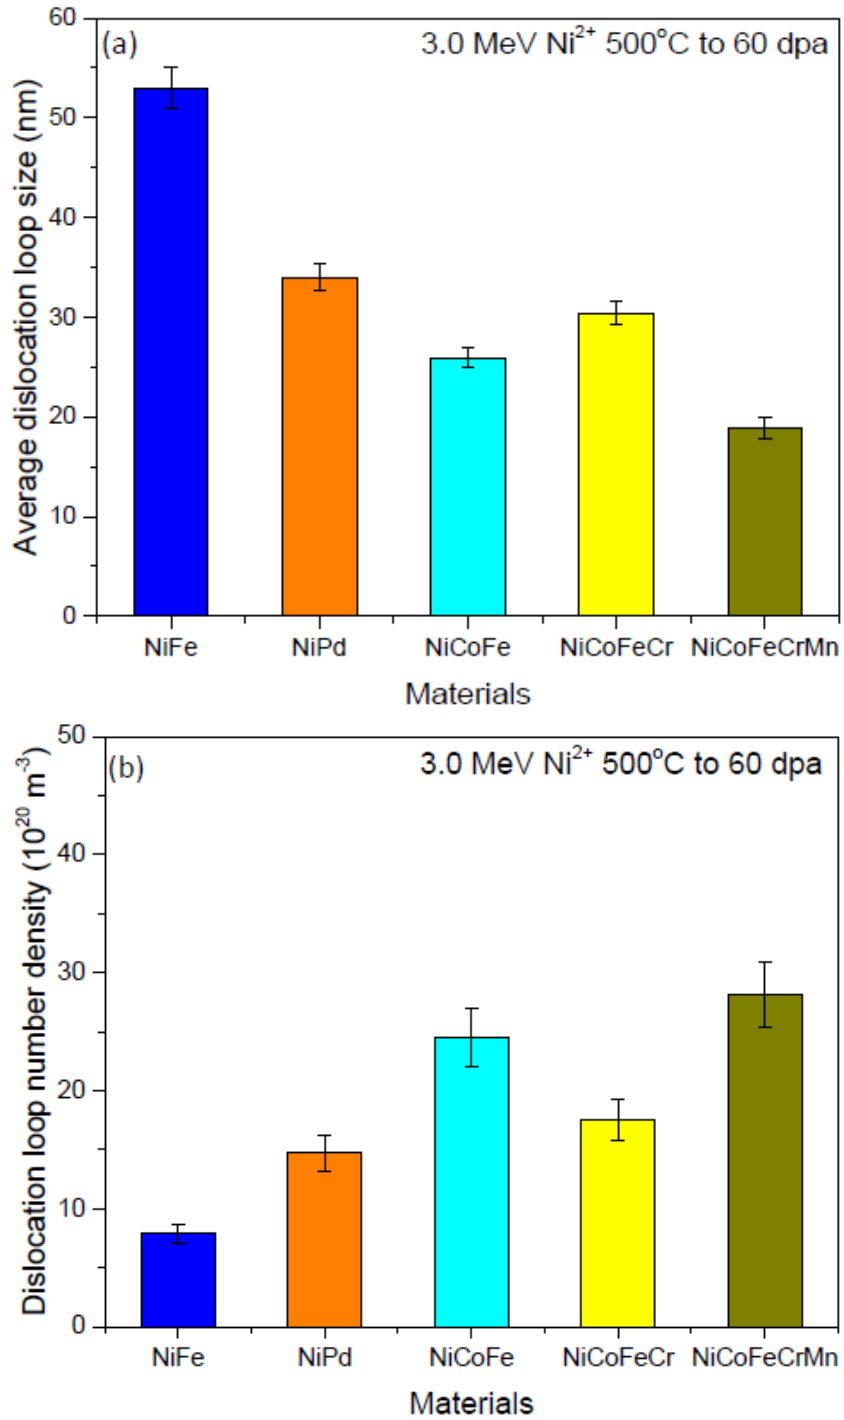 (a)
3.0 MeV Ni²⁺ 500°C to 60 dpa
Average dislocation loop size (nm)
60
50
40
30
20
10
0
NiFe NiPd NiCoFe NiCoFeCr NiCoFeCrMn
Materials
(b)
3.0 MeV Ni²⁺ 500°C to 60 dpa
Dislocation loop number density (10²⁰ m⁻³)
50
40
30
20
10
0
NiFe NiPd NiCoFe NiCoFeCr NiCoFeCrMn
Materials